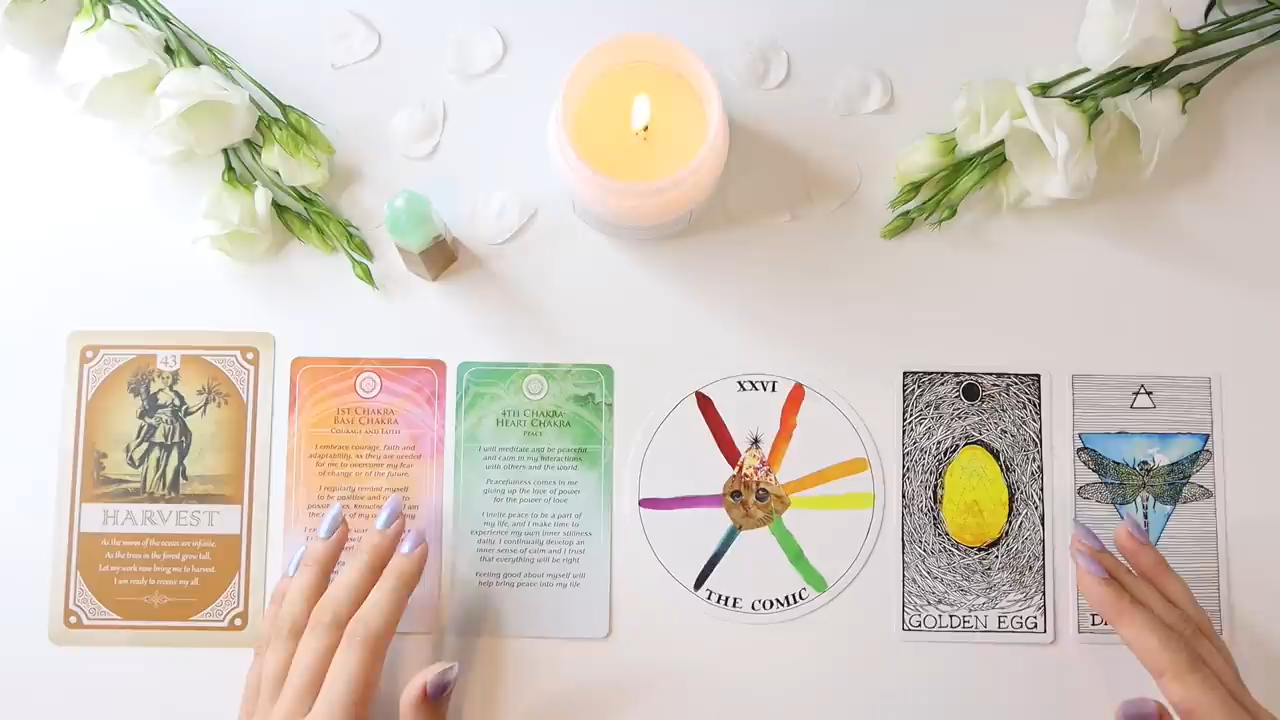 43
HARVEST
As the waves of the ocean are infinite,
As the trees in the forest grow tall,
Let my work now bring me to harvest.
I am ready to receive my all.
1ST CHAKRA-
BASE CHAKRA
COURAGE AND FAITH
I embrace courage, faith and
adaptability, as they are needed
for me to overcome my fear
of change or of the future.
I regularly remind myself
to be positive and
possibilities, knowing I am
4TH CHAKRA-
HEART CHAKRA
PEACE
I will meditate and be peaceful
and calm in my interactions
with others and the world.
Peacefulness comes in me
giving up the love of power
for the power of love
I invite peace to be a part of
my life, and I make time to
experience my own inner stillness
daily. I continually develop an
inner sense of calm and I trust
that everything will be right
Feeling good about myself will
help bring peace into my life
XXVI
THE COMIC
GOLDEN EGG